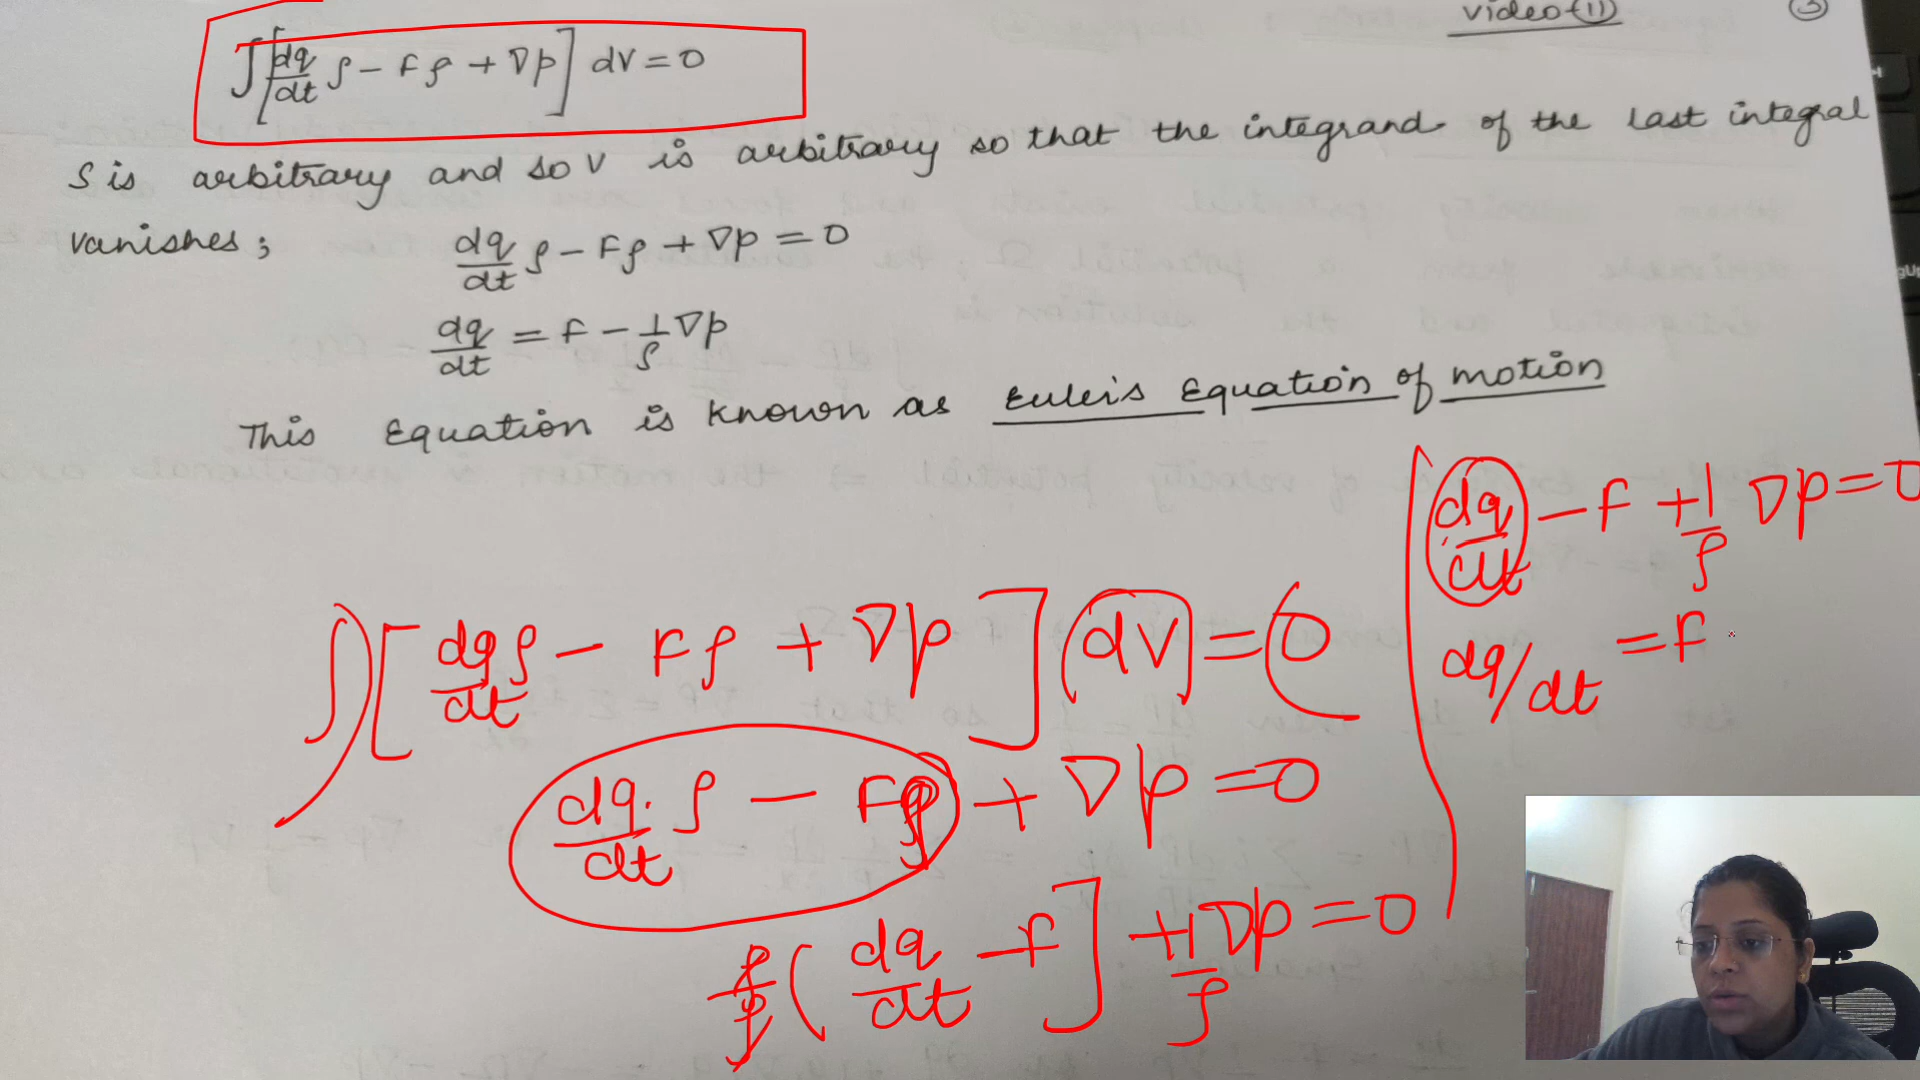 video-(11) 3
∫[dq/dt ρ - Fρ + ∇p] dv = 0
S is arbitrary and so V is arbitrary so that the integrand of the last integral
vanishes; dq/dt ρ - Fρ + ∇p = 0
dq/dt = F - 1/ρ ∇p
This Equation is known as Euler's Equation of motion
∫[dq/dt ρ - Fρ + ∇p] dv = 0
dq/dt ρ - Fρ + ∇p = 0
ρ/ρ (dq/dt - F] + 1/ρ ∇p = 0
dq/dt - F + 1/ρ ∇p = 0
dq/dt = F